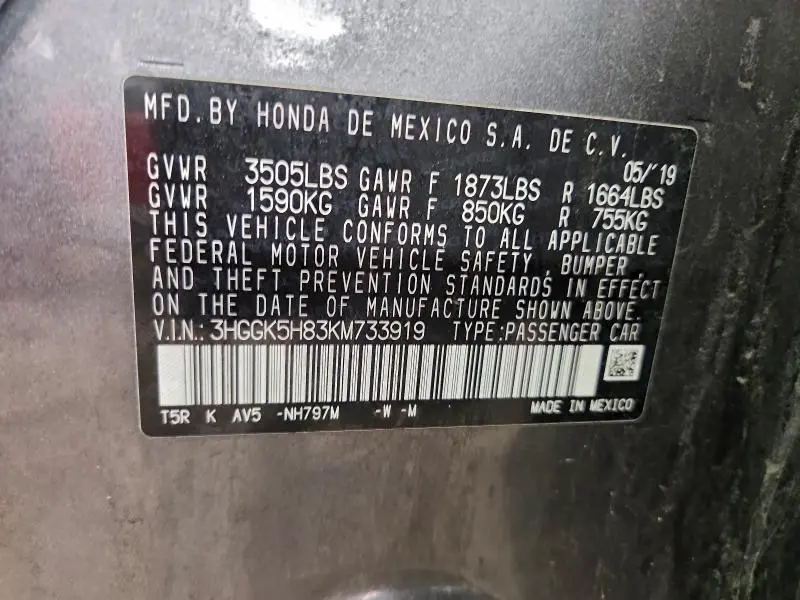 MFD. BY HONDA DE MEXICO S.A. DE C.V.
05/'19
GVWR 3505LBS GAWR F 1873LBS R 1664LBS
GVWR 1590KG GAWR F 850KG R 755KG
THIS VEHICLE CONFORMS TO ALL APPLICABLE
FEDERAL MOTOR VEHICLE SAFETY, BUMPER,
AND THEFT PREVENTION STANDARDS IN EFFECT
ON THE DATE OF MANUFACTURE SHOWN ABOVE.
V.I.N.: 3HGGK5H83KM733919 TYPE:PASSENGER CAR
T5R K AV5 -NH797M -W -M MADE IN MEXICO